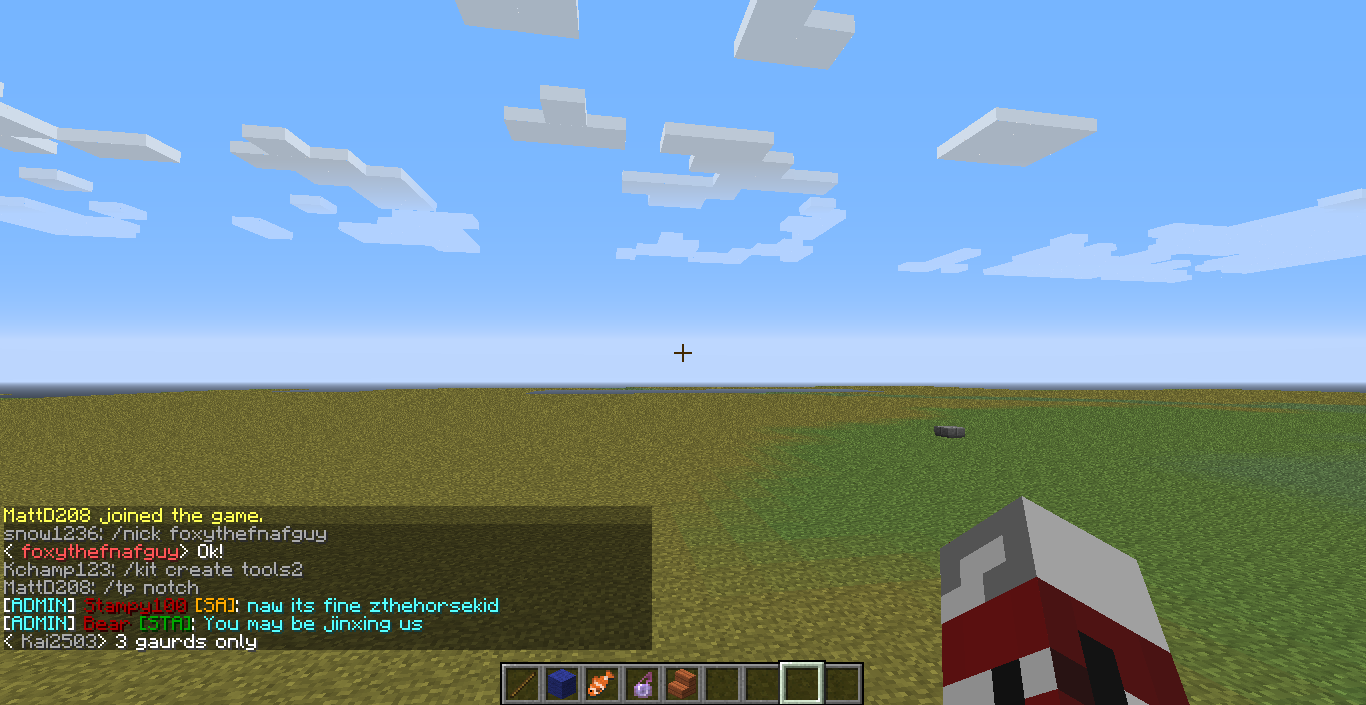 MattD208 joined the game.
snow1236: /nick foxythefnafguy
< foxythefnafguy> Ok!
Kchamp123: /kit create tools2
MattD208: /tp notch
[ADMIN] Stampy100 [SA]: naw its fine zthehorsekid
[ADMIN] Bear [STA]: You may be jinxing us
< Kai2503> 3 gaurds only